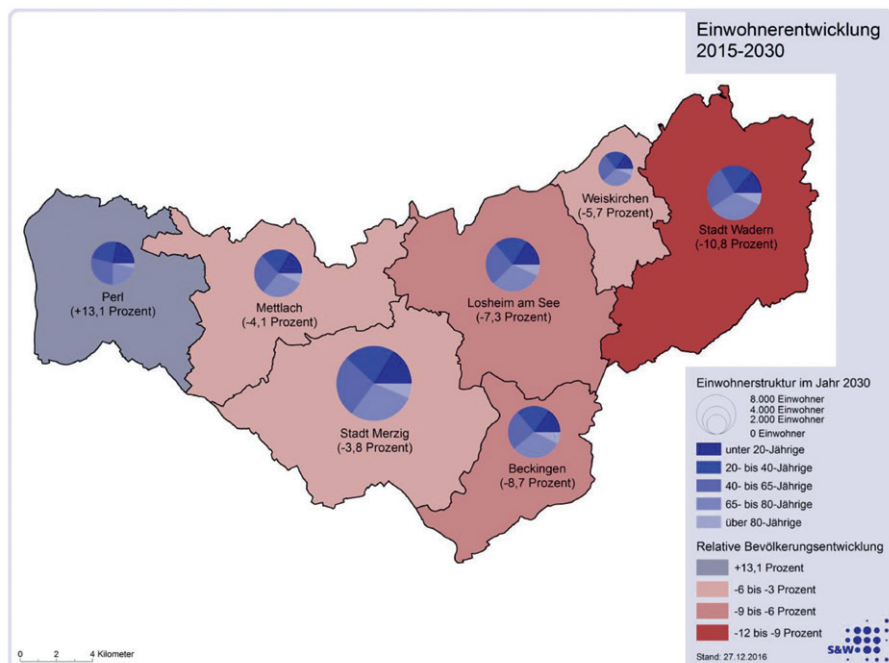 Einwohnerentwicklung
2015-2030
Weiskirchen
(-5,7 Prozent)
Stadt Wadern
(-10,8 Prozent)
Perl
(+13,1 Prozent)
Mettlach
(-4,1 Prozent)
Losheim am See
(-7,3 Prozent)
Stadt Merzig
(-3,8 Prozent)
Beckingen
(-8,7 Prozent)
Einwohnerstruktur im Jahr 2030
8.000 Einwohner
4.000 Einwohner
2.000 Einwohner
0 Einwohner
unter 20-Jährige
20- bis 40-Jährige
40- bis 65-Jährige
65- bis 80-Jährige
über 80-Jährige
Relative Bevölkerungsentwicklung
+13,1 Prozent
-6 bis -3 Prozent
-9 bis -6 Prozent
-12 bis -9 Prozent
S&W
Stand: 27.12.2016
0 2 4 Kilometer